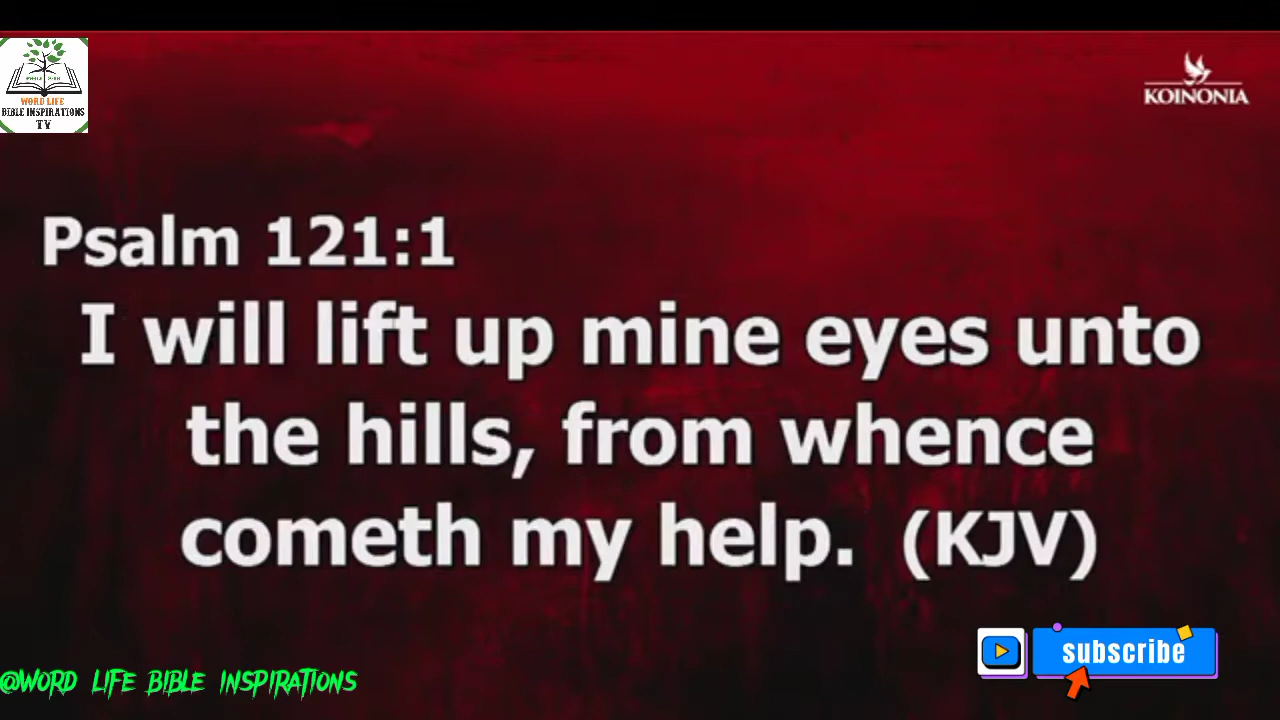 WORD LIFE
BIBLE INSPIRATIONS
TV
KOINONIA
Psalm 121:1
I will lift up mine eyes unto
the hills, from whence
cometh my help. (KJV)
subscribe
@WORD LIFE BIBLE INSPIRATIONS